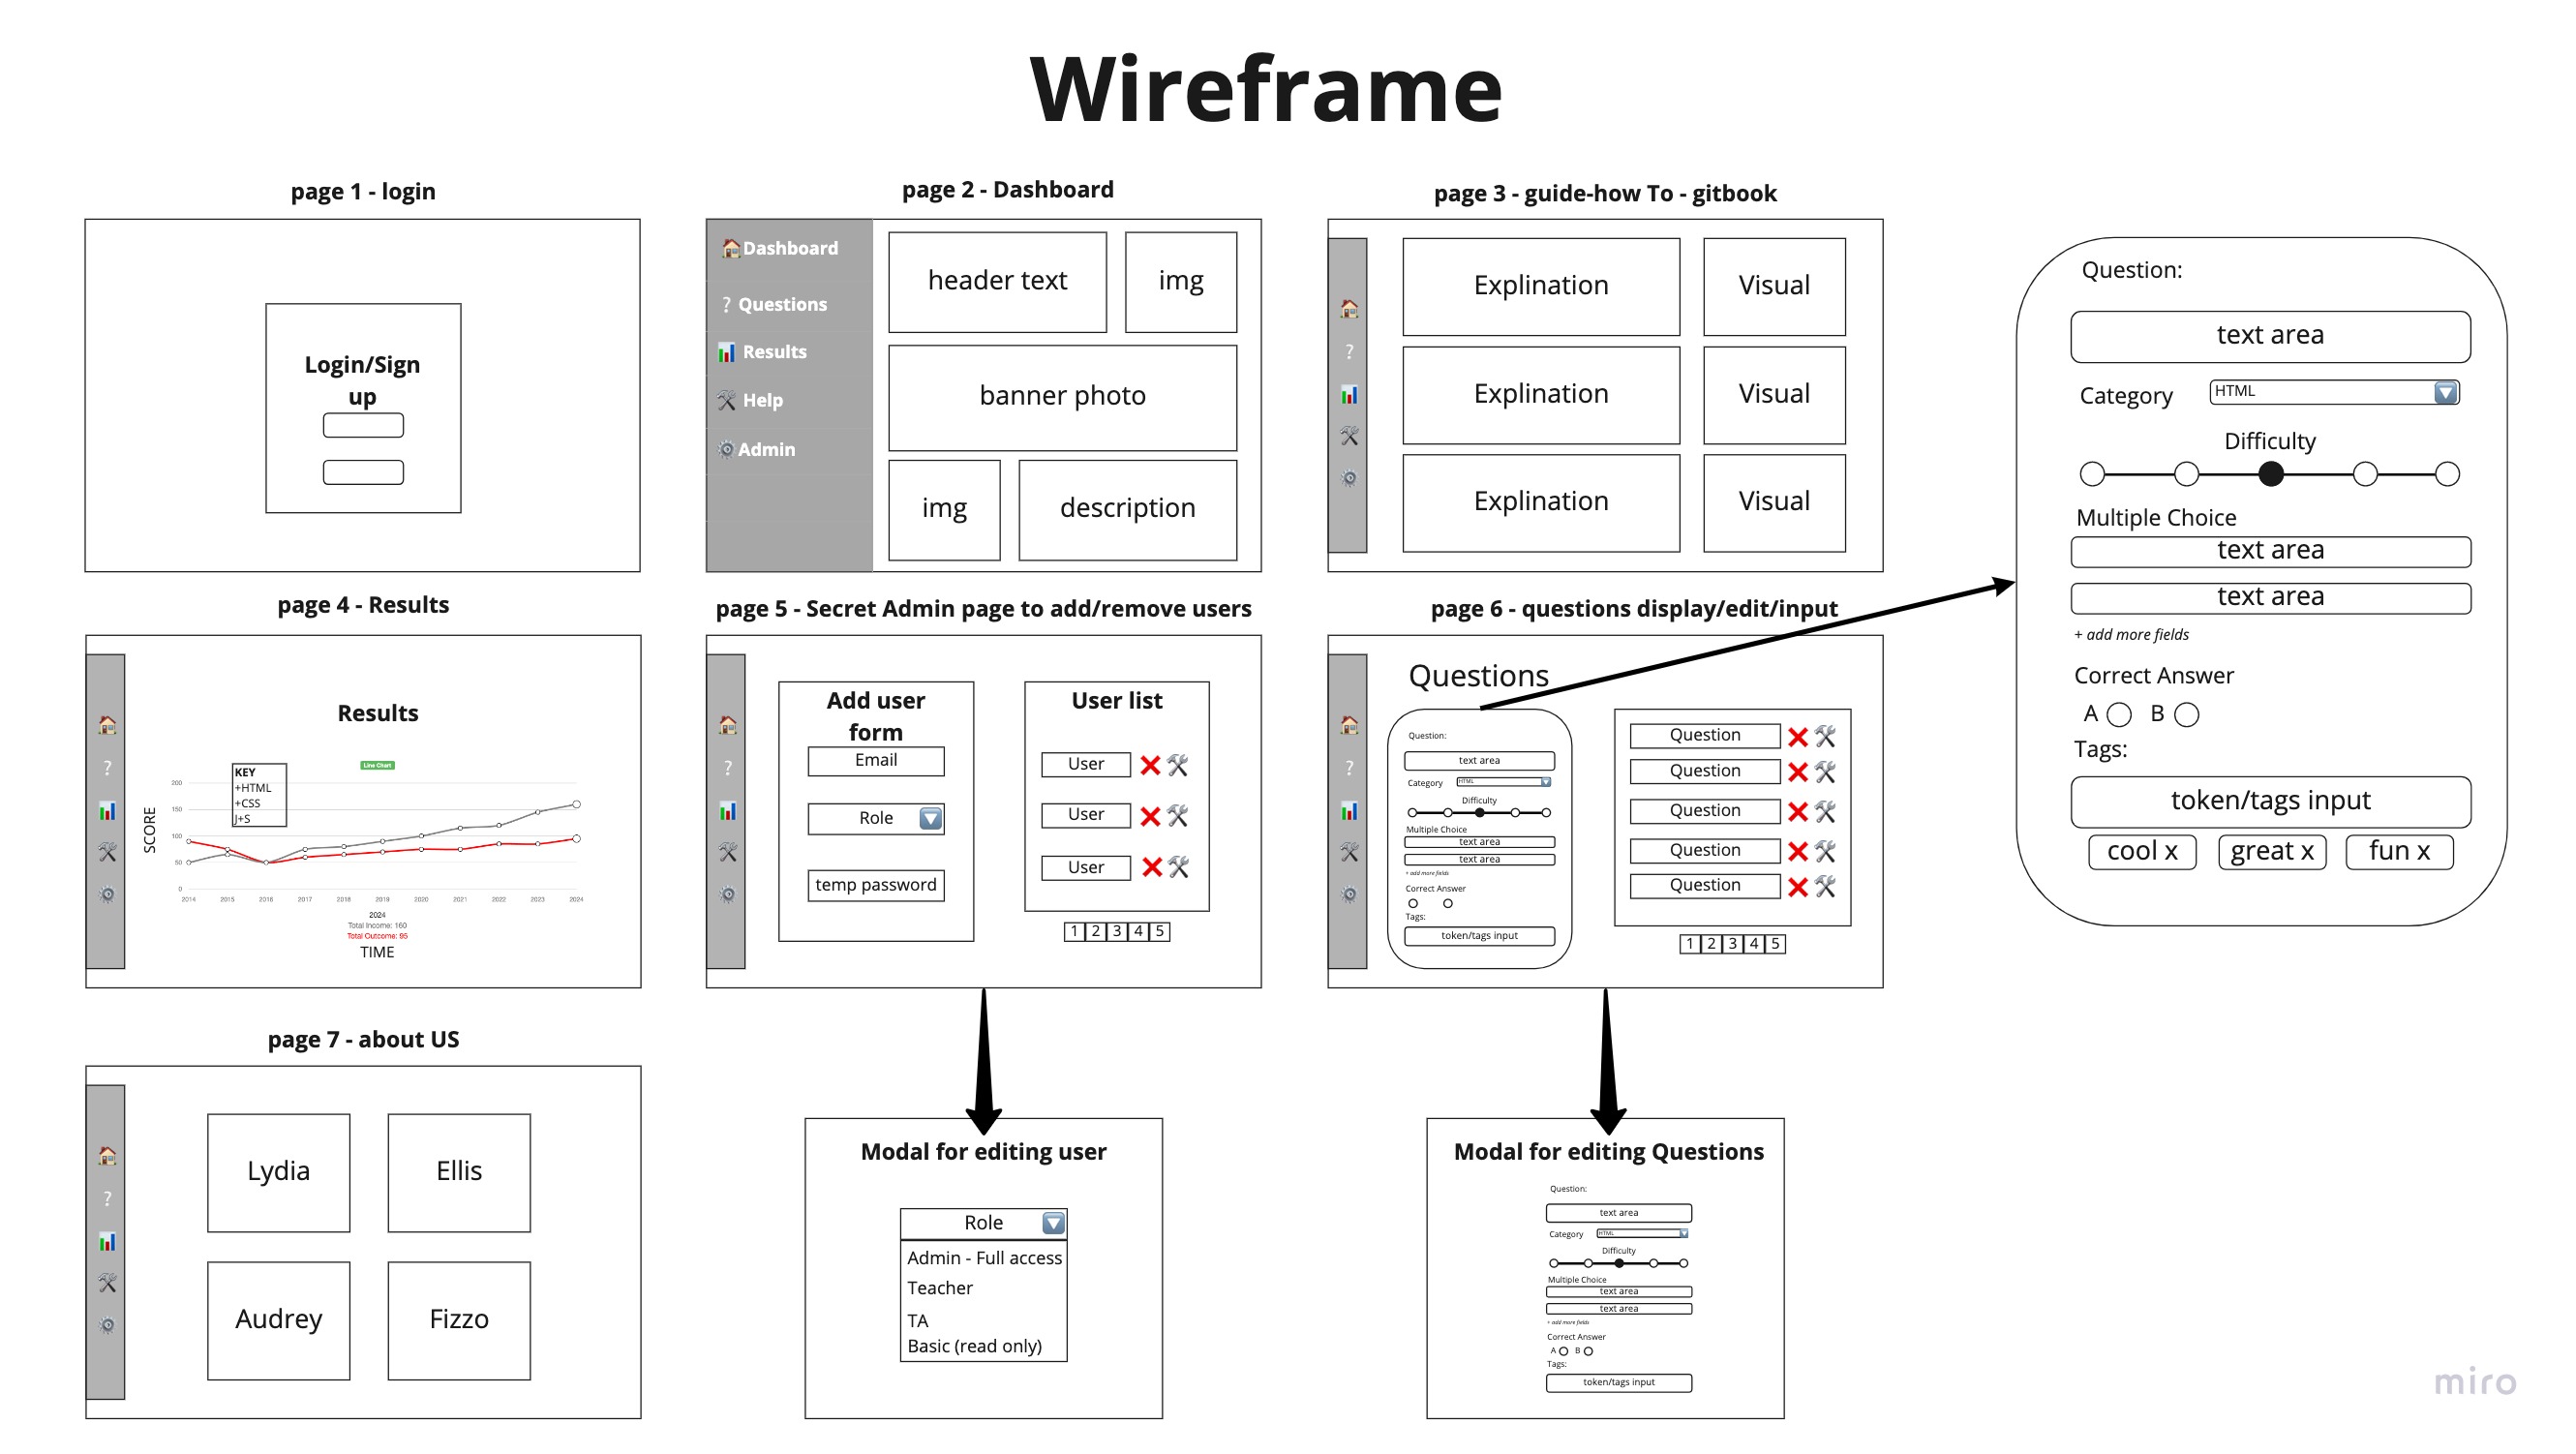 Wireframe
page 1 - login
Login/Sign
up
page 2 - Dashboard
🏠Dashboard
? Questions
📊 Results
🛠 Help
⚙️Admin
header text
img
banner photo
img
description
page 3 - guide-how To - gitbook
?
Explination
Visual
Explination
Visual
Explination
Visual
Question:
text area
Category
HTML
Difficulty
Multiple Choice
text area
text area
+ add more fields
Correct Answer
A
B
Tags:
token/tags input
cool x
great x
fun x
page 4 - Results
?
Results
Line Chart
KEY
+HTML
+CSS
J+S
SCORE
200
150
100
50
0
2014 2015 2016 2017 2018 2019 2020 2021 2022 2023 2024
2024
Total Income: 160
Total Outcome: 95
TIME
page 5 - Secret Admin page to add/remove users
?
Add user
form
Email
Role
temp password
User list
User
User
User
1 2 3 4 5
page 6 - questions display/edit/input
?
Questions
Question:
text area
Category
HTML
Difficulty
Multiple Choice
text area
text area
+ add more fields
Correct Answer
Tags:
token/tags input
Question
Question
Question
Question
Question
1 2 3 4 5
page 7 - about US
?
Lydia
Ellis
Audrey
Fizzo
Modal for editing user
Role
Admin - Full access
Teacher
TA
Basic (read only)
Modal for editing Questions
Question:
text area
Category
HTML
Difficulty
Multiple Choice
text area
text area
+ add more fields
Correct Answer
A B
Tags:
token/tags input
miro